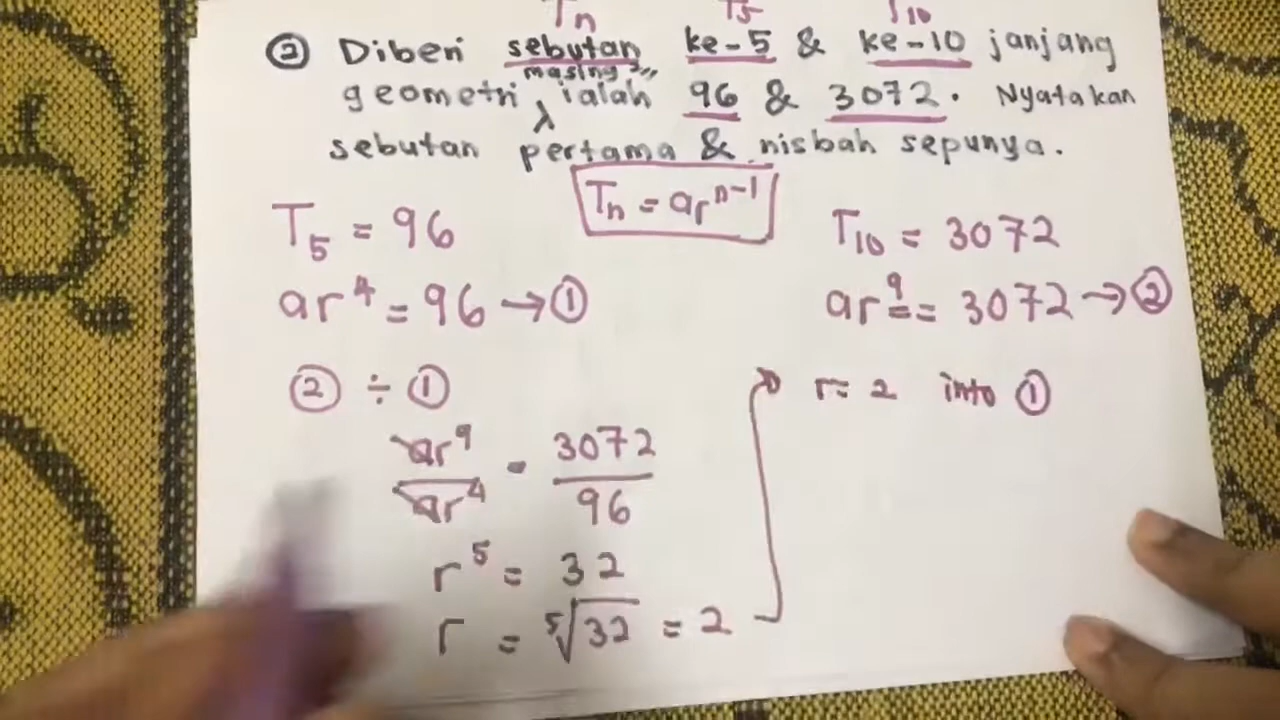 Tn T5 T10
② Diberi sebutan ke-5 & ke-10 janjang
masing²
geometri λ ialah 96 & 3072. Nyatakan
sebutan pertama & nisbah sepunya.
Tn = ar^n-1
T5 = 96
T10 = 3072
ar^4 = 96 → ①
ar^9 = 3072 → ②
② ÷ ①
r = 2 into ①
ar^9 / ar^4 = 3072 / 96
r^5 = 32
r = ⁵√32 = 2